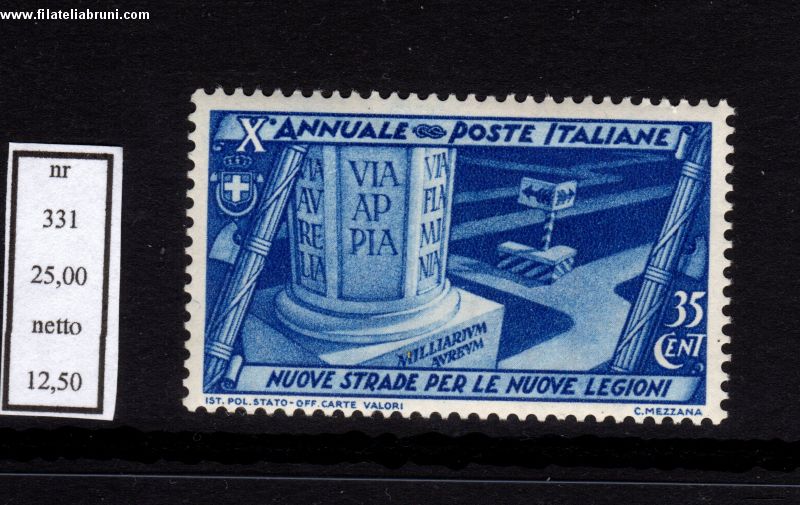 www.filateliabruni.com
nr
331
25,00
netto
12,50
X° ANNUALE POSTE ITALIANE
VIA
AV
RE
LIA
VIA
AP
PIA
VIA
FLA
MI
NIA
MILLIARIVM
AVREVM
35
CENT
NUOVE STRADE PER LE NUOVE LEGIONI
IST. POL. STATO - OFF. CARTE VALORI
C. MEZZANA